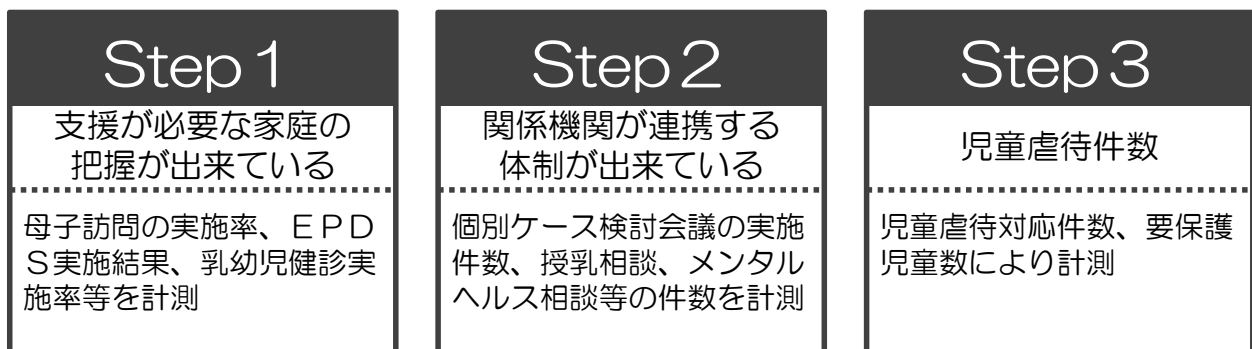 Step1
支援が必要な家庭の
把握が出来ている
母子訪問の実施率、ＥＰＤ
Ｓ実施結果、乳幼児健診実
施率等を計測
Step2
関係機関が連携する
体制が出来ている
個別ケース検討会議の実施
件数、授乳相談、メンタル
ヘルス相談等の件数を計測
Step3
児童虐待件数
児童虐待対応件数、要保護
児童数により計測